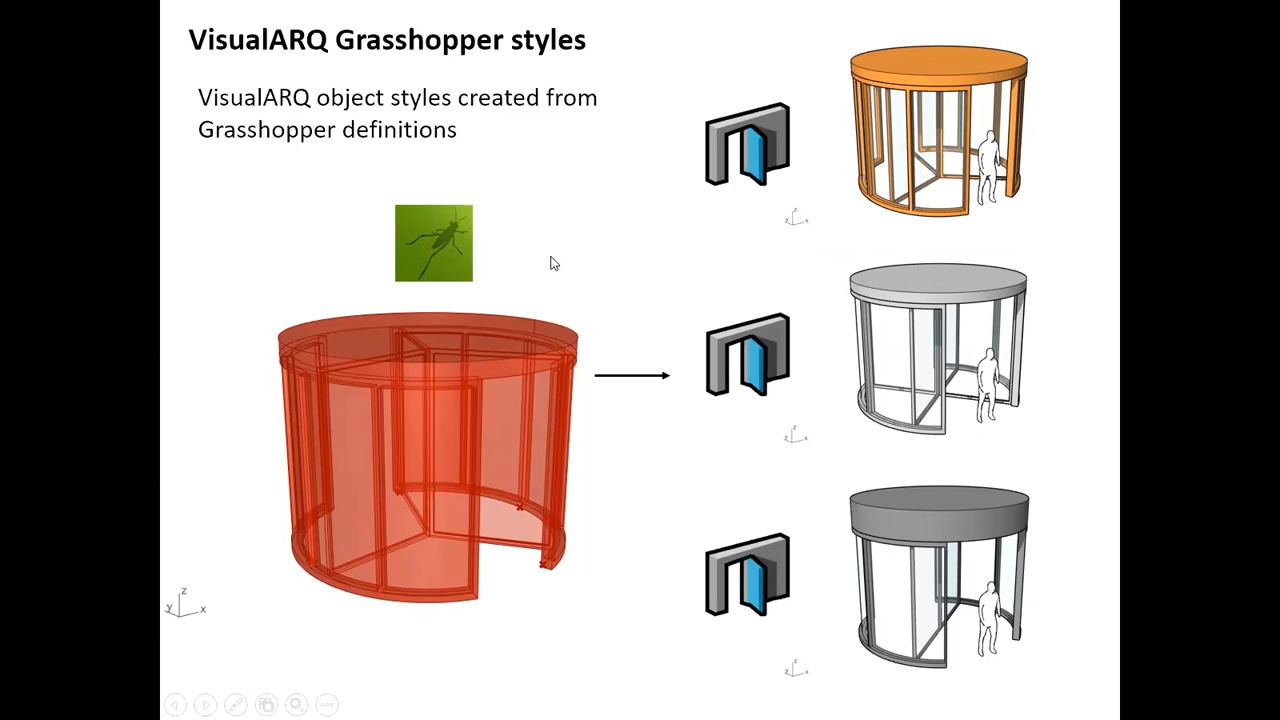 VisualARQ Grasshopper styles
VisualARQ object styles created from
Grasshopper definitions
z
y
x
z
y
x
z
y
x
z
y
x